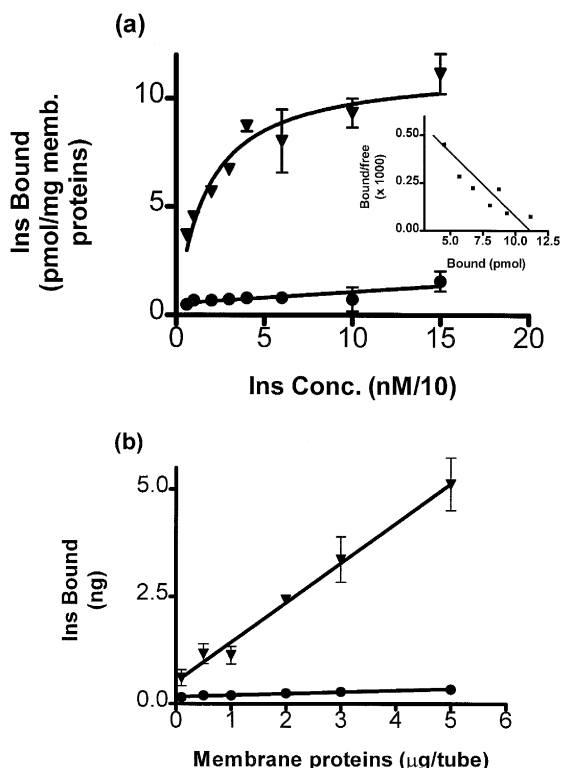 (a)
Ins Bound
(pmol/mg memb.
proteins)
10
5
0
0
5
10
15
20
Ins Conc. (nM/10)
Bound/free
(x 1000)
0.50
0.25
0.00
5.0
7.5
10.0
12.5
Bound (pmol)
(b)
Ins Bound
(ng)
5.0
2.5
0.0
0
1
2
3
4
5
6
Membrane proteins (μg/tube)